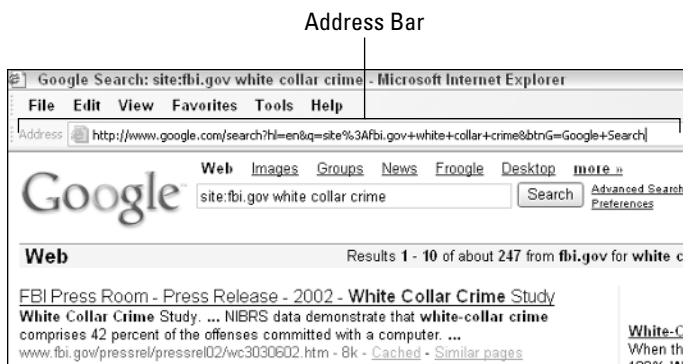 Address Bar
Google Search: site:fbi.gov white collar crime - Microsoft Internet Explorer
File Edit View Favorites Tools Help
Address http://www.google.com/search?hl=en&q=site%3Afbi.gov+white+collar+crime&btnG=Google+Search
Web Images Groups News Froogle Desktop more »
Google
site:fbi.gov white collar crime Search Advanced Search
Preferences
Web Results 1 - 10 of about 247 from fbi.gov for white c
FBI Press Room - Press Release - 2002 - White Collar Crime Study
White Collar Crime Study. ... NIBRS data demonstrate that white-collar crime
comprises 42 percent of the offenses committed with a computer. ...
www.fbi.gov/pressrel/pressrel02/wc3030602.htm - 8k - Cached - Similar pages
White-C
When th